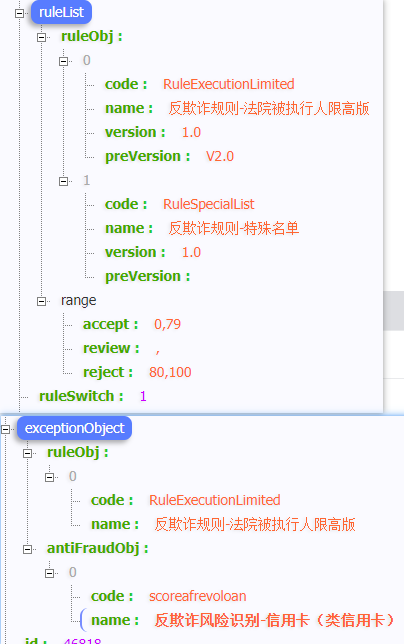 ruleList
ruleObj :
0
code : RuleExecutionLimited
name : 反欺诈规则-法院被执行人限高版
version : 1.0
preVersion : V2.0
1
code : RuleSpecialList
name : 反欺诈规则-特殊名单
version : 1.0
preVersion :
range
accept : 0,79
review : ,
reject : 80,100
ruleSwitch : 1
exceptionObject
ruleObj :
0
code : RuleExecutionLimited
name : 反欺诈规则-法院被执行人限高版
antiFraudObj :
0
code : scoreafrevoloan
name : 反欺诈风险识别-信用卡（类信用卡）
id : 46818